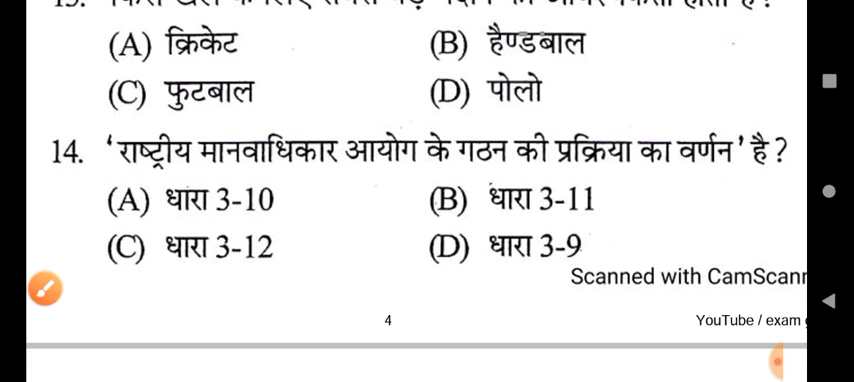 (A) क्रिकेट (B) हैण्डबाल
(C) फुटबाल (D) पोलो
14. 'राष्ट्रीय मानवाधिकार आयोग के गठन की प्रक्रिया का वर्णन' है ?
(A) धारा 3-10 (B) धारा 3-11
(C) धारा 3-12 (D) धारा 3-9
Scanned with CamScanr
4 YouTube / exam